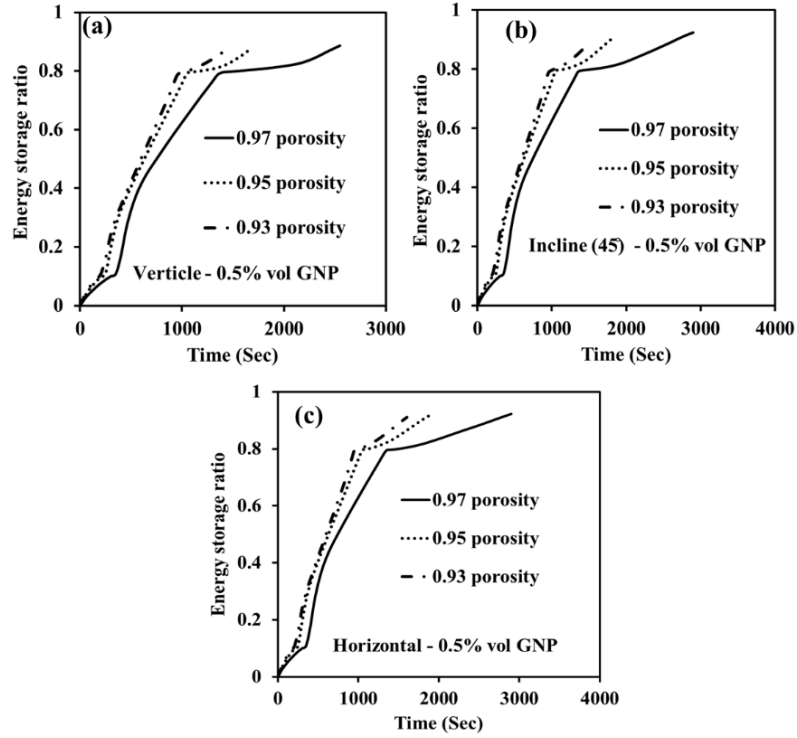 (a)
Energy storage ratio
1
0.8
0.6
0.4
0.2
0
0.97 porosity
0.95 porosity
0.93 porosity
Verticle - 0.5% vol GNP
0 1000 2000 3000
Time (Sec)
(b)
Energy storage ratio
1
0.8
0.6
0.4
0.2
0
0.97 porosity
0.95 porosity
0.93 porosity
Incline (45) - 0.5% vol GNP
0 1000 2000 3000 4000
Time (Sec)
(c)
Energy storage ratio
1
0.8
0.6
0.4
0.2
0
0.97 porosity
0.95 porosity
0.93 porosity
Horizontal - 0.5% vol GNP
0 1000 2000 3000 4000
Time (Sec)